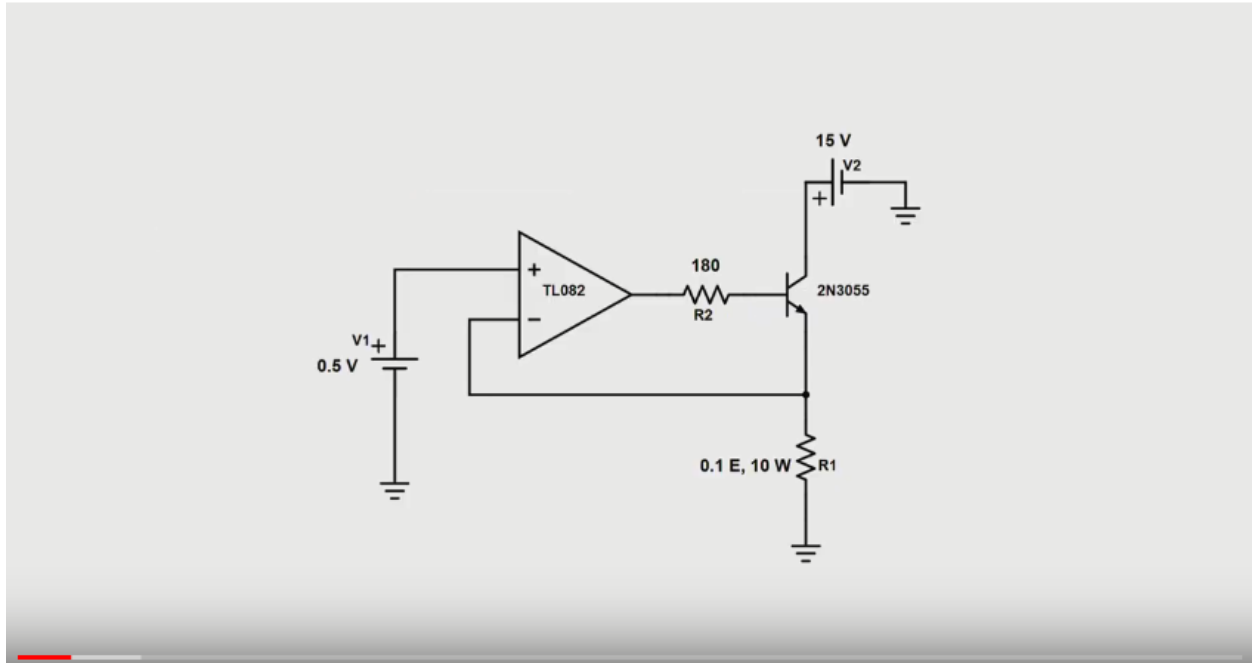 15 V
V2
+
180
+
TL082
2N3055
R2
−
V1
+
0.5 V
0.1 E, 10 W
R1